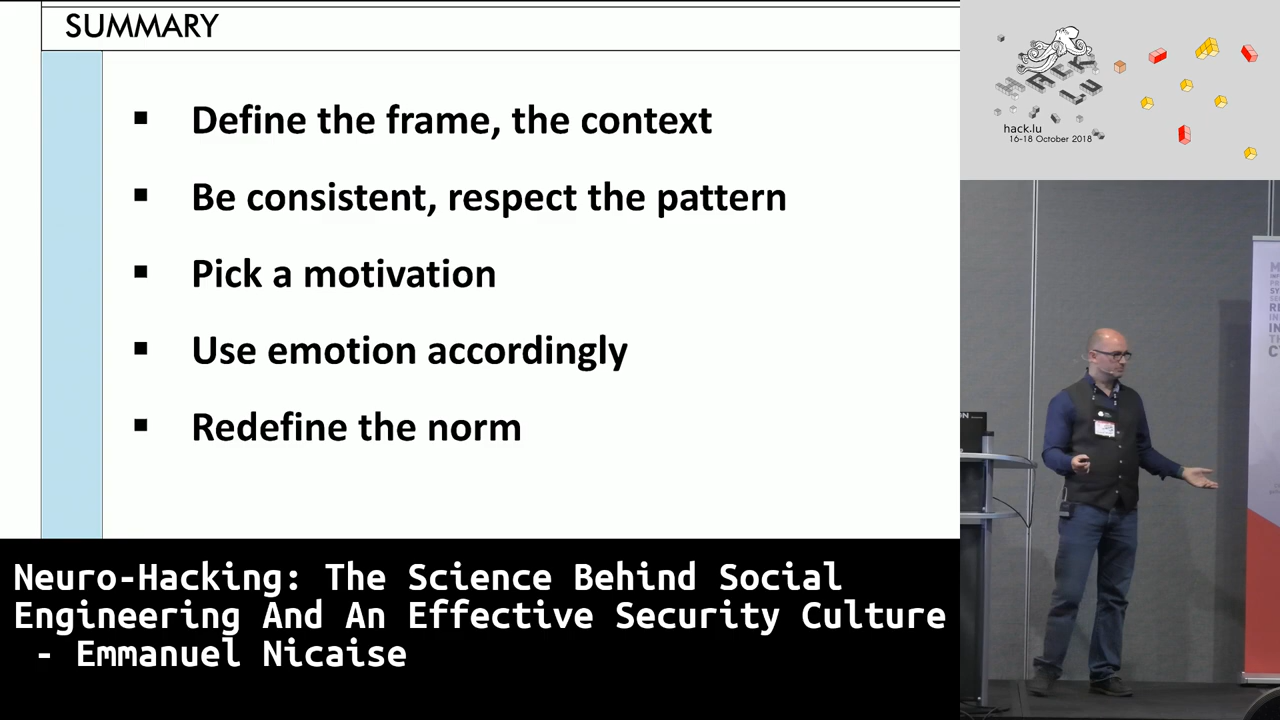 SUMMARY
▪ Define the frame, the context
▪ Be consistent, respect the pattern
▪ Pick a motivation
▪ Use emotion accordingly
▪ Redefine the norm
HACK
LU
hack.lu
16-18 October 2018
Neuro-Hacking: The Science Behind Social
Engineering And An Effective Security Culture
- Emmanuel Nicaise